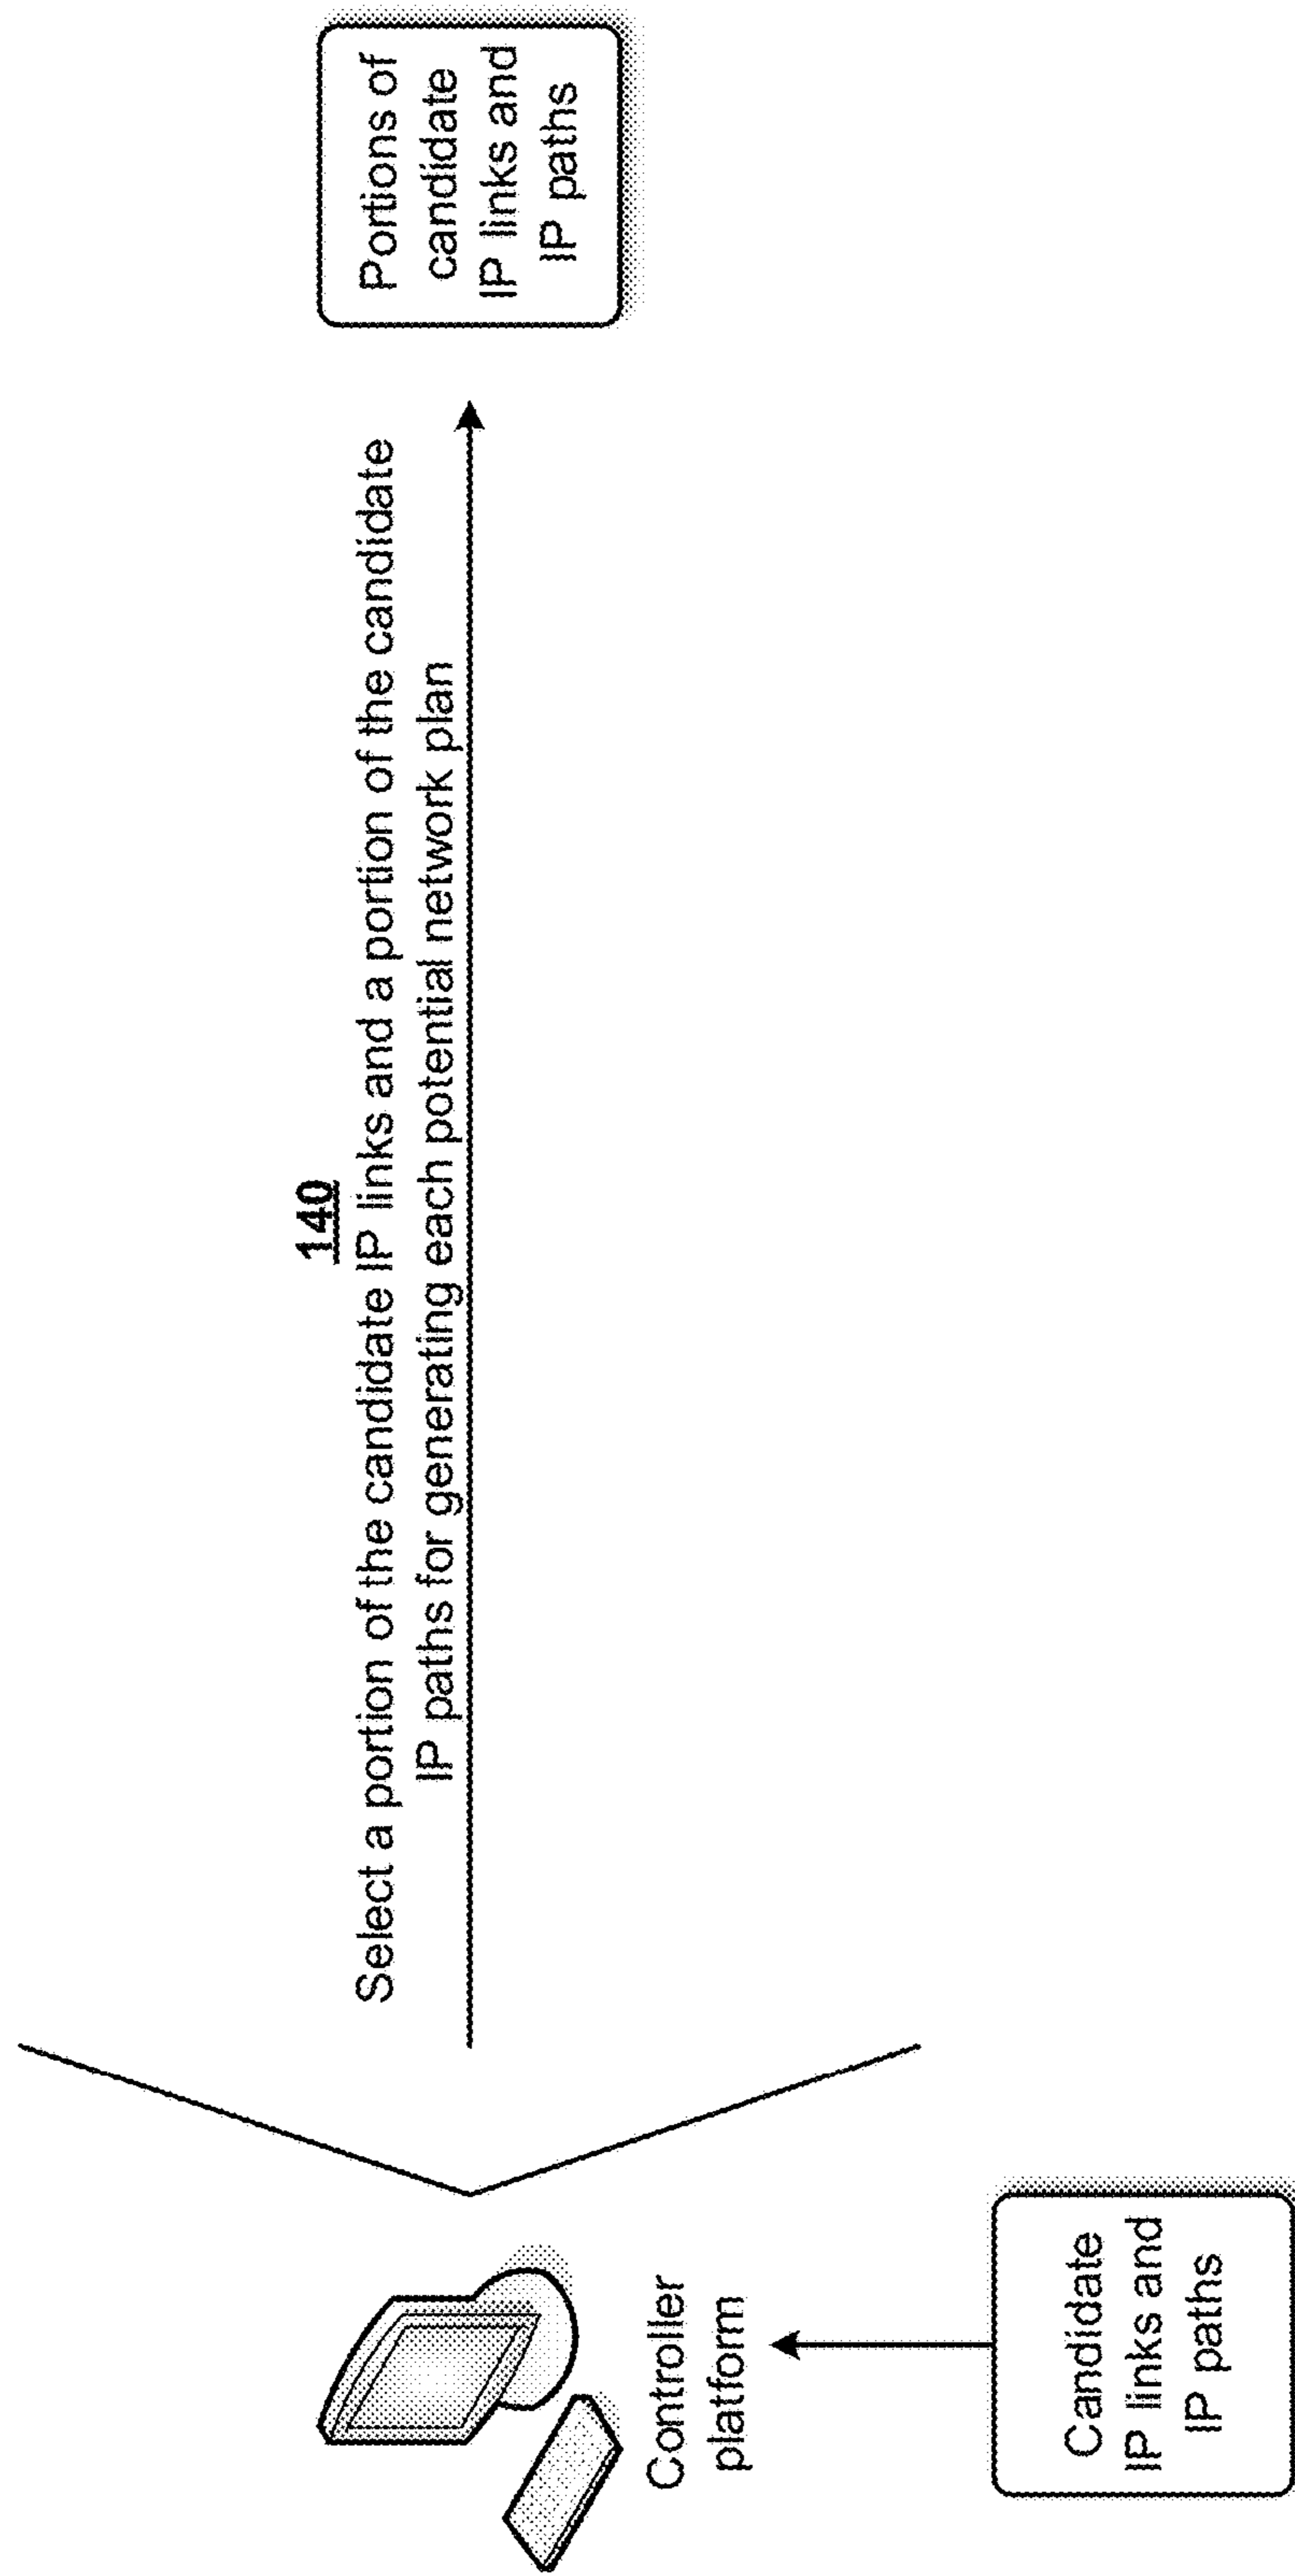 140
Select a portion of the candidate IP links and a portion of the candidate
IP paths for generating each potential network plan
Portions of
candidate
IP links and
IP paths
Controller
platform
Candidate
IP links and
IP paths